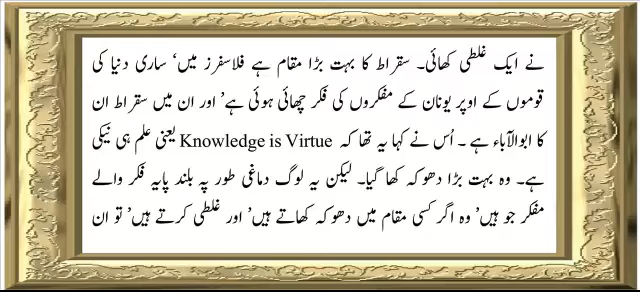 نے ایک غلطی کھائی۔ سقراط کا بہت بڑا مقام ہے فلاسفرز میں‘ ساری دنیا کی
قوموں کے اوپر یونان کے مفکروں کی فکر چھائی ہوئی ہے’ اور ان میں سقراط ان
کا ابوالآباء ہے ۔ اُس نے کہا یہ تھا کہ Knowledge is Virtue یعنی علم ہی نیکی
ہے۔ وہ بہت بڑا دھوکہ کھا گیا۔ لیکن یہ لوگ دماغی طور پہ بلند پایہ فکر والے
مفکر جو ہیں’ وہ اگر کسی مقام میں دھوکہ کھاتے ہیں’ اور غلطی کرتے ہیں’ تو ان